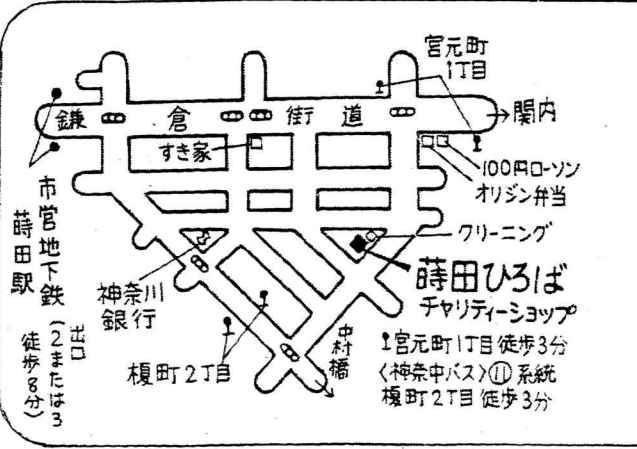 宮元町
1丁目
鎌倉街道
→関内
すき家
100円ローソン
オリジン弁当
クリーニング
市営地下鉄
蒔田駅
出口
(2または3
徒歩8分)
神奈川
銀行
榎町2丁目
中村橋
蒔田ひろば
チャリティーショップ
宮元町1丁目徒歩3分
〈神奈中バス〉⑪系統
榎町2丁目徒歩3分